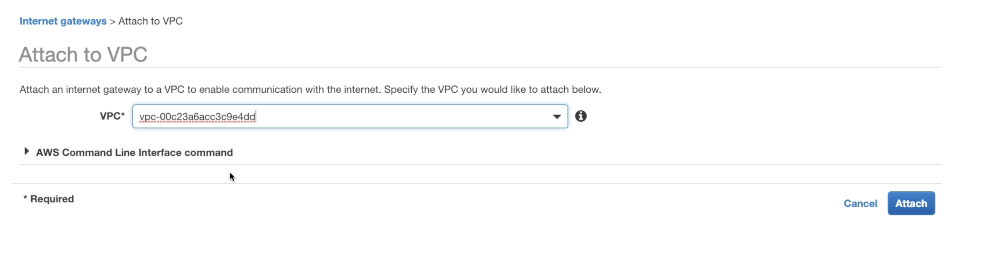 Internet gateways > Attach to VPC
Attach to VPC
Attach an internet gateway to a VPC to enable communication with the internet. Specify the VPC you would like to attach below.
VPC* vpc-00c23a6acc3c9e4dd
AWS Command Line Interface command
* Required
Cancel Attach